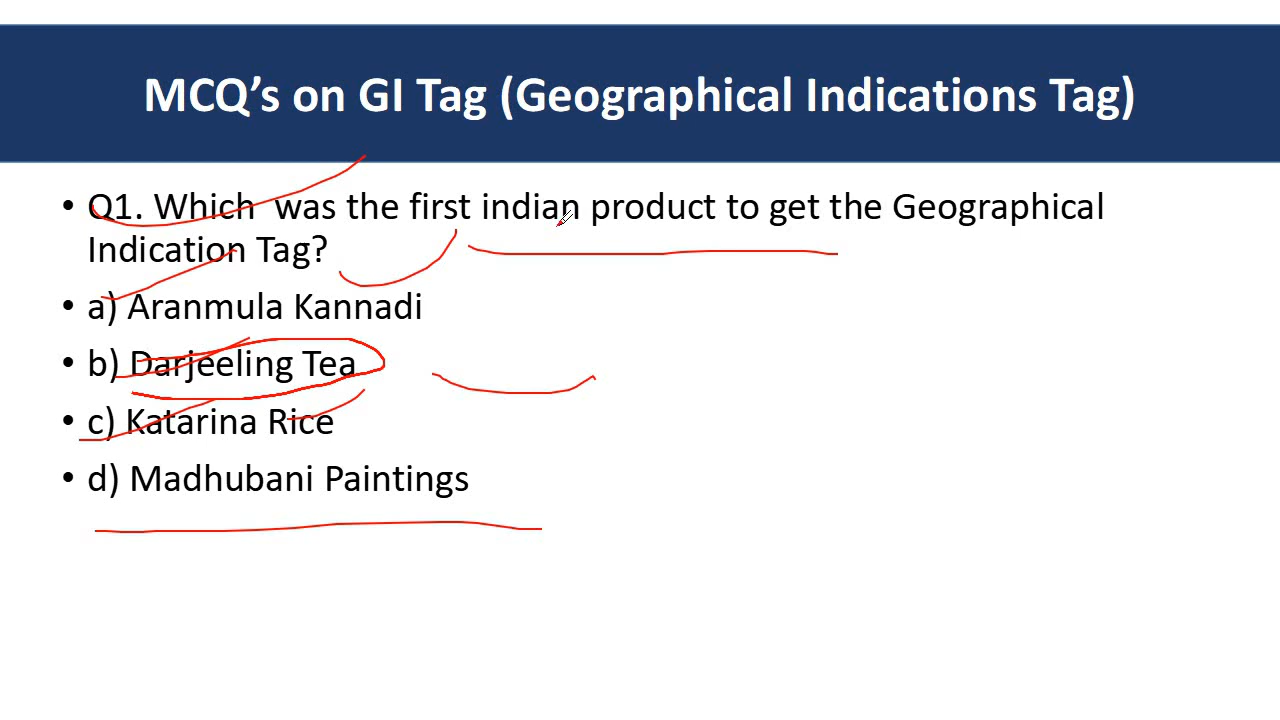 MCQ’s on GI Tag (Geographical Indications Tag)
• Q1. Which  was the first indian product to get the Geographical
Indication Tag?
• a) Aranmula Kannadi
• b) Darjeeling Tea
• c) Katarina Rice
• d) Madhubani Paintings